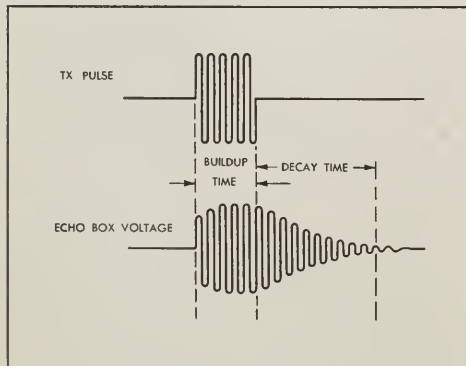 TX PULSE
BUILDUP
TIME
DECAY TIME
ECHO BOX VOLTAGE